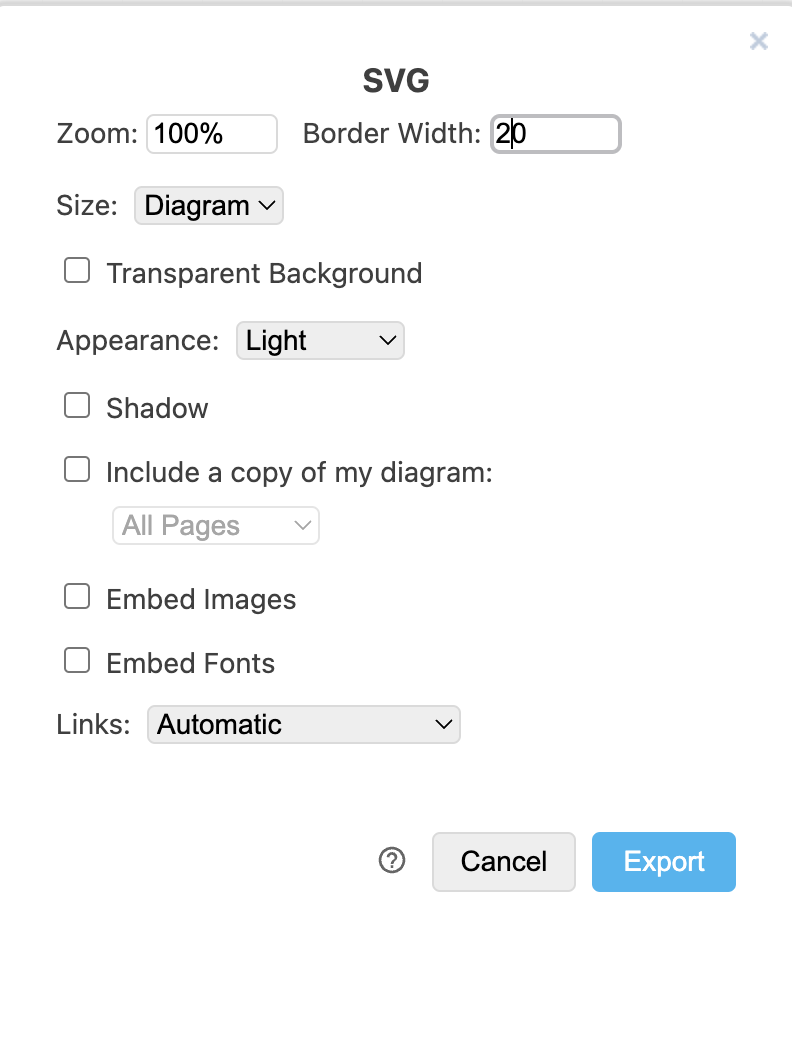 SVG
Zoom: 100% Border Width: 20
Size: Diagram
Transparent Background
Appearance: Light
Shadow
Include a copy of my diagram:
All Pages
Embed Images
Embed Fonts
Links: Automatic
Cancel Export